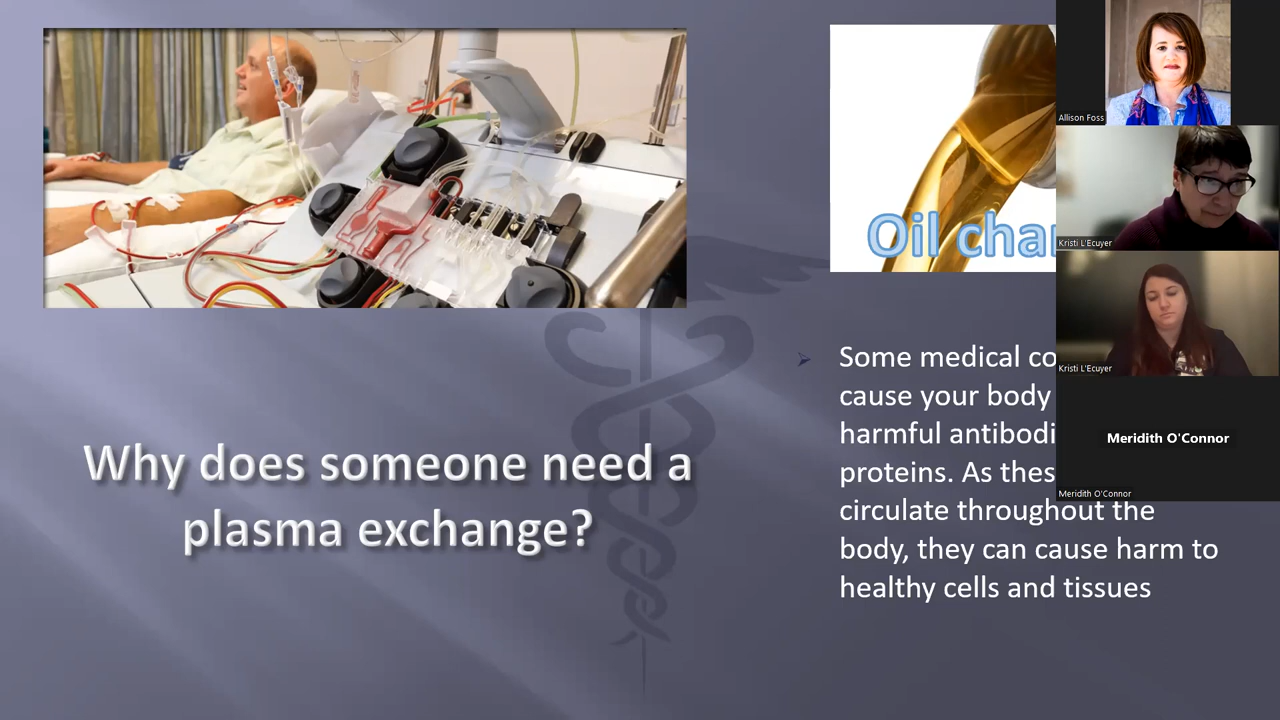 Oil cha
Some medical co
cause your body
harmful antibodi
proteins. As thes
circulate throughout the
body, they can cause harm to
healthy cells and tissues
Why does someone need a
plasma exchange?
Allison Foss
Kristi L'Ecuyer
Kristi L'Ecuyer
Meridith O'Connor
Meridith O'Connor